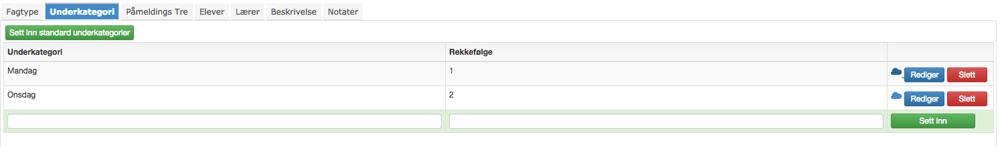 Fagtype Underkategori Påmeldings Tre Elever Lærer Beskrivelse Notater
Sett inn standard underkategorier
Underkategori Rekkefølge
Mandag 1 Rediger Slett
Onsdag 2 Rediger Slett
Sett inn